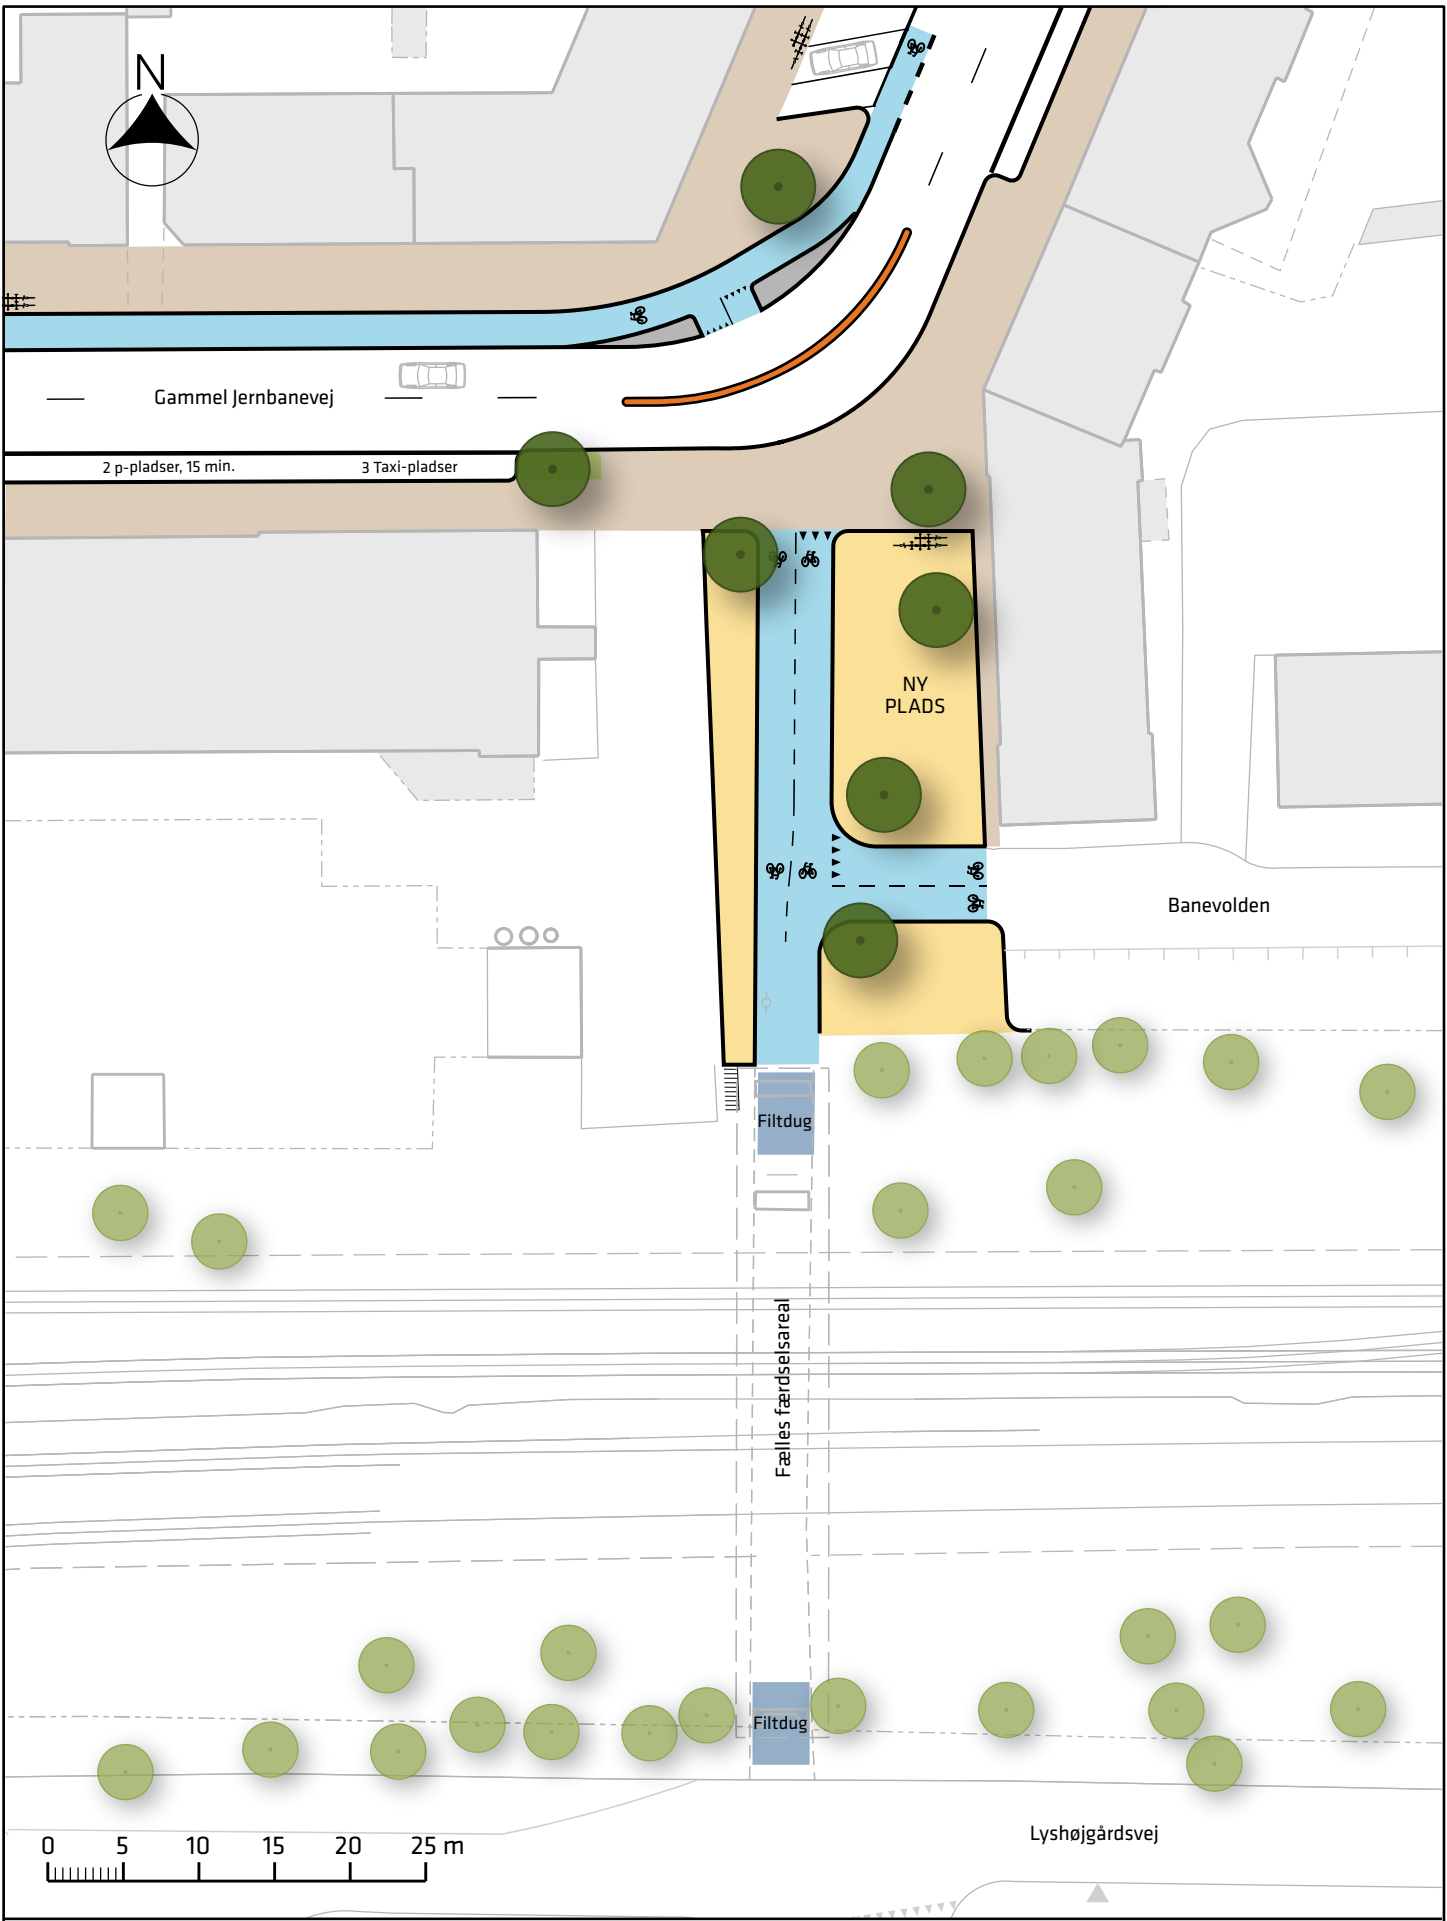 N
Gammel Jernbanevej
2 p-pladser, 15 min.
3 Taxi-pladser
NY
PLADS
Banevolden
Filtdug
Fælles færdselsareal
Filtdug
Lyshøjgårdsvej
0 5 10 15 20 25 m